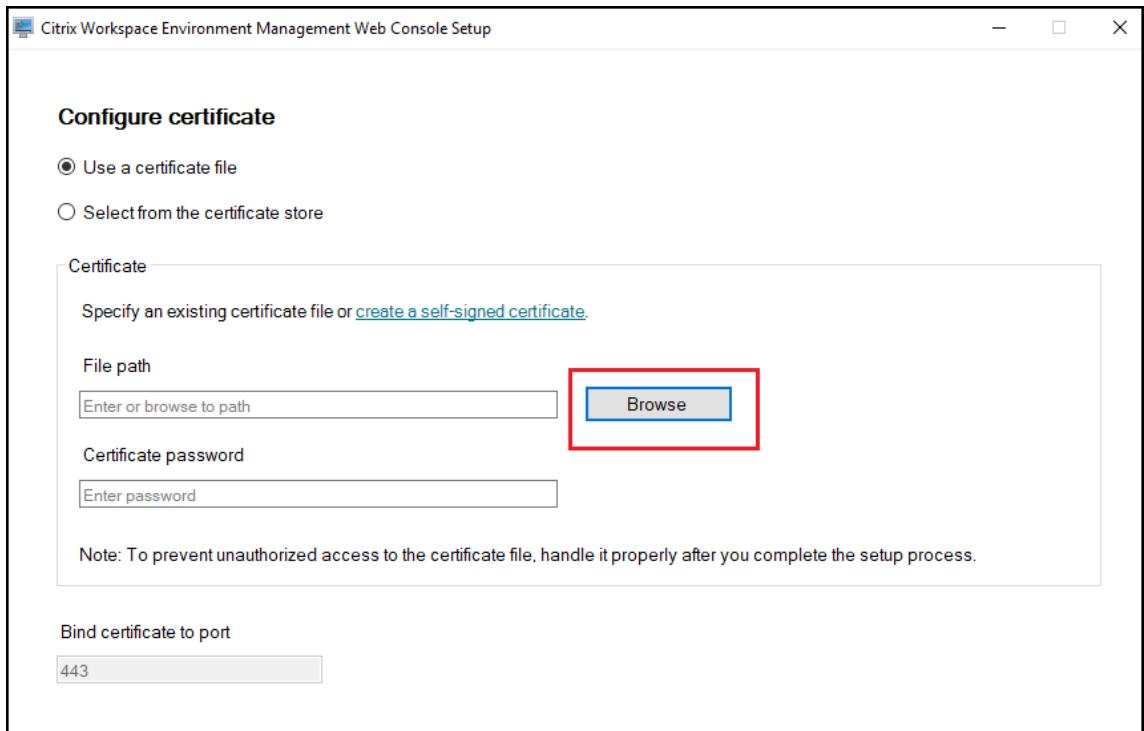 Citrix Workspace Environment Management Web Console Setup
Configure certificate
Use a certificate file
Select from the certificate store
Certificate
Specify an existing certificate file or create a self-signed certificate.
File path
Enter or browse to path
Browse
Certificate password
Enter password
Note: To prevent unauthorized access to the certificate file, handle it properly after you complete the setup process.
Bind certificate to port
443